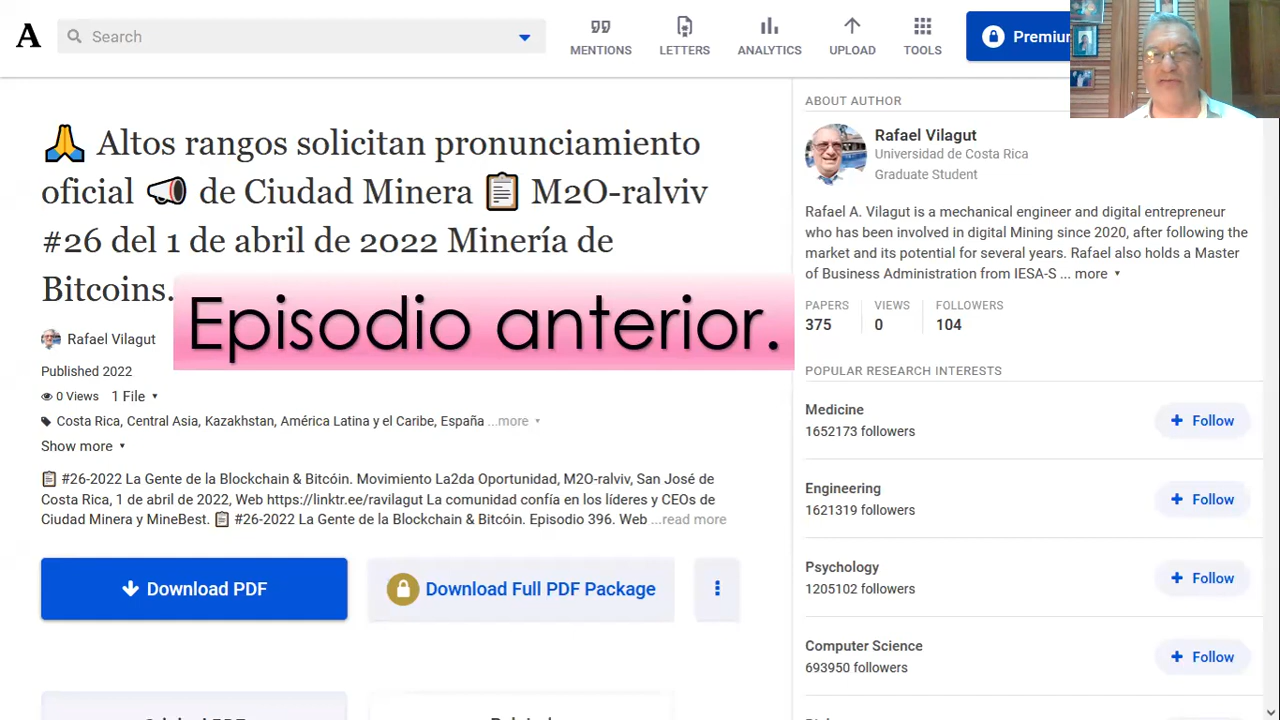 A
Search
MENTIONS
LETTERS
ANALYTICS
UPLOAD
TOOLS
Premium
🙏 Altos rangos solicitan pronunciamiento
oficial 📣 de Ciudad Minera 📋 M2O-ralviv
#26 del 1 de abril de 2022 Minería de
Bitcoins.
Episodio anterior.
Rafael Vilagut
Published 2022
0 Views 1 File
Costa Rica, Central Asia, Kazakhstan, América Latina y el Caribe, España ...more
Show more
📋 #26-2022 La Gente de la Blockchain & Bitcóin. Movimiento La2da Oportunidad, M2O-ralviv, San José de
Costa Rica, 1 de abril de 2022, Web https://linktr.ee/ravilagut La comunidad confía en los líderes y CEOs de
Ciudad Minera y MineBest. 📋 #26-2022 La Gente de la Blockchain & Bitcóin. Episodio 396. Web ...read more
Download PDF
Download Full PDF Package
ABOUT AUTHOR
Rafael Vilagut
Universidad de Costa Rica
Graduate Student
Rafael A. Vilagut is a mechanical engineer and digital entrepreneur
who has been involved in digital Mining since 2020, after following the
market and its potential for several years. Rafael also holds a Master
of Business Administration from IESA-S ... more
PAPERS VIEWS FOLLOWERS
375 0 104
POPULAR RESEARCH INTERESTS
Medicine
1652173 followers
Follow
Engineering
1621319 followers
Follow
Psychology
1205102 followers
Follow
Computer Science
693950 followers
Follow